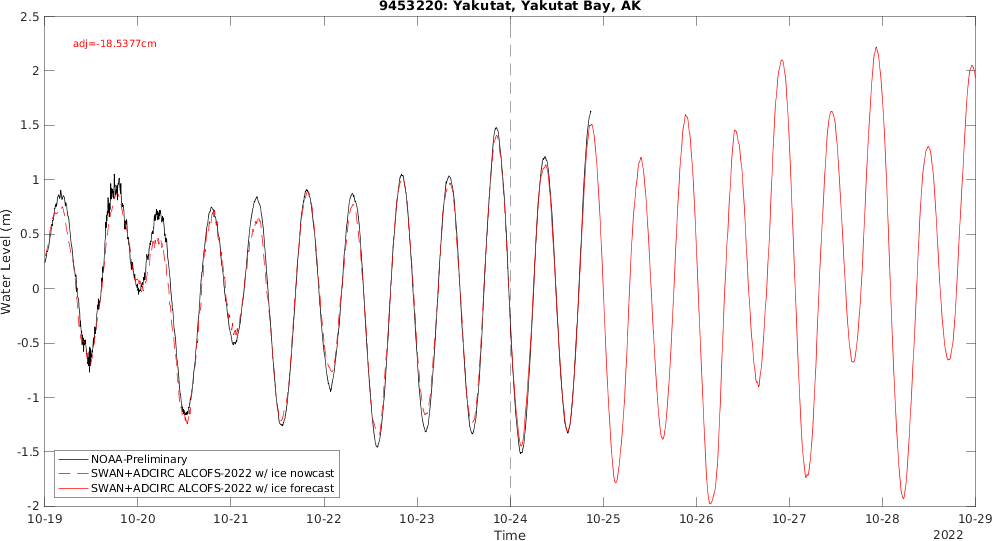 9453220: Yakutat, Yakutat Bay, AK
adj=-18.5377cm
Water Level (m)
2.5
2
1.5
1
0.5
0
-0.5
-1
-1.5
-2
NOAA-Preliminary
SWAN+ADCIRC ALCOFS-2022 w/ ice nowcast
SWAN+ADCIRC ALCOFS-2022 w/ ice forecast
10-19 10-20 10-21 10-22 10-23 10-24 10-25 10-26 10-27 10-28 10-29
Time
2022